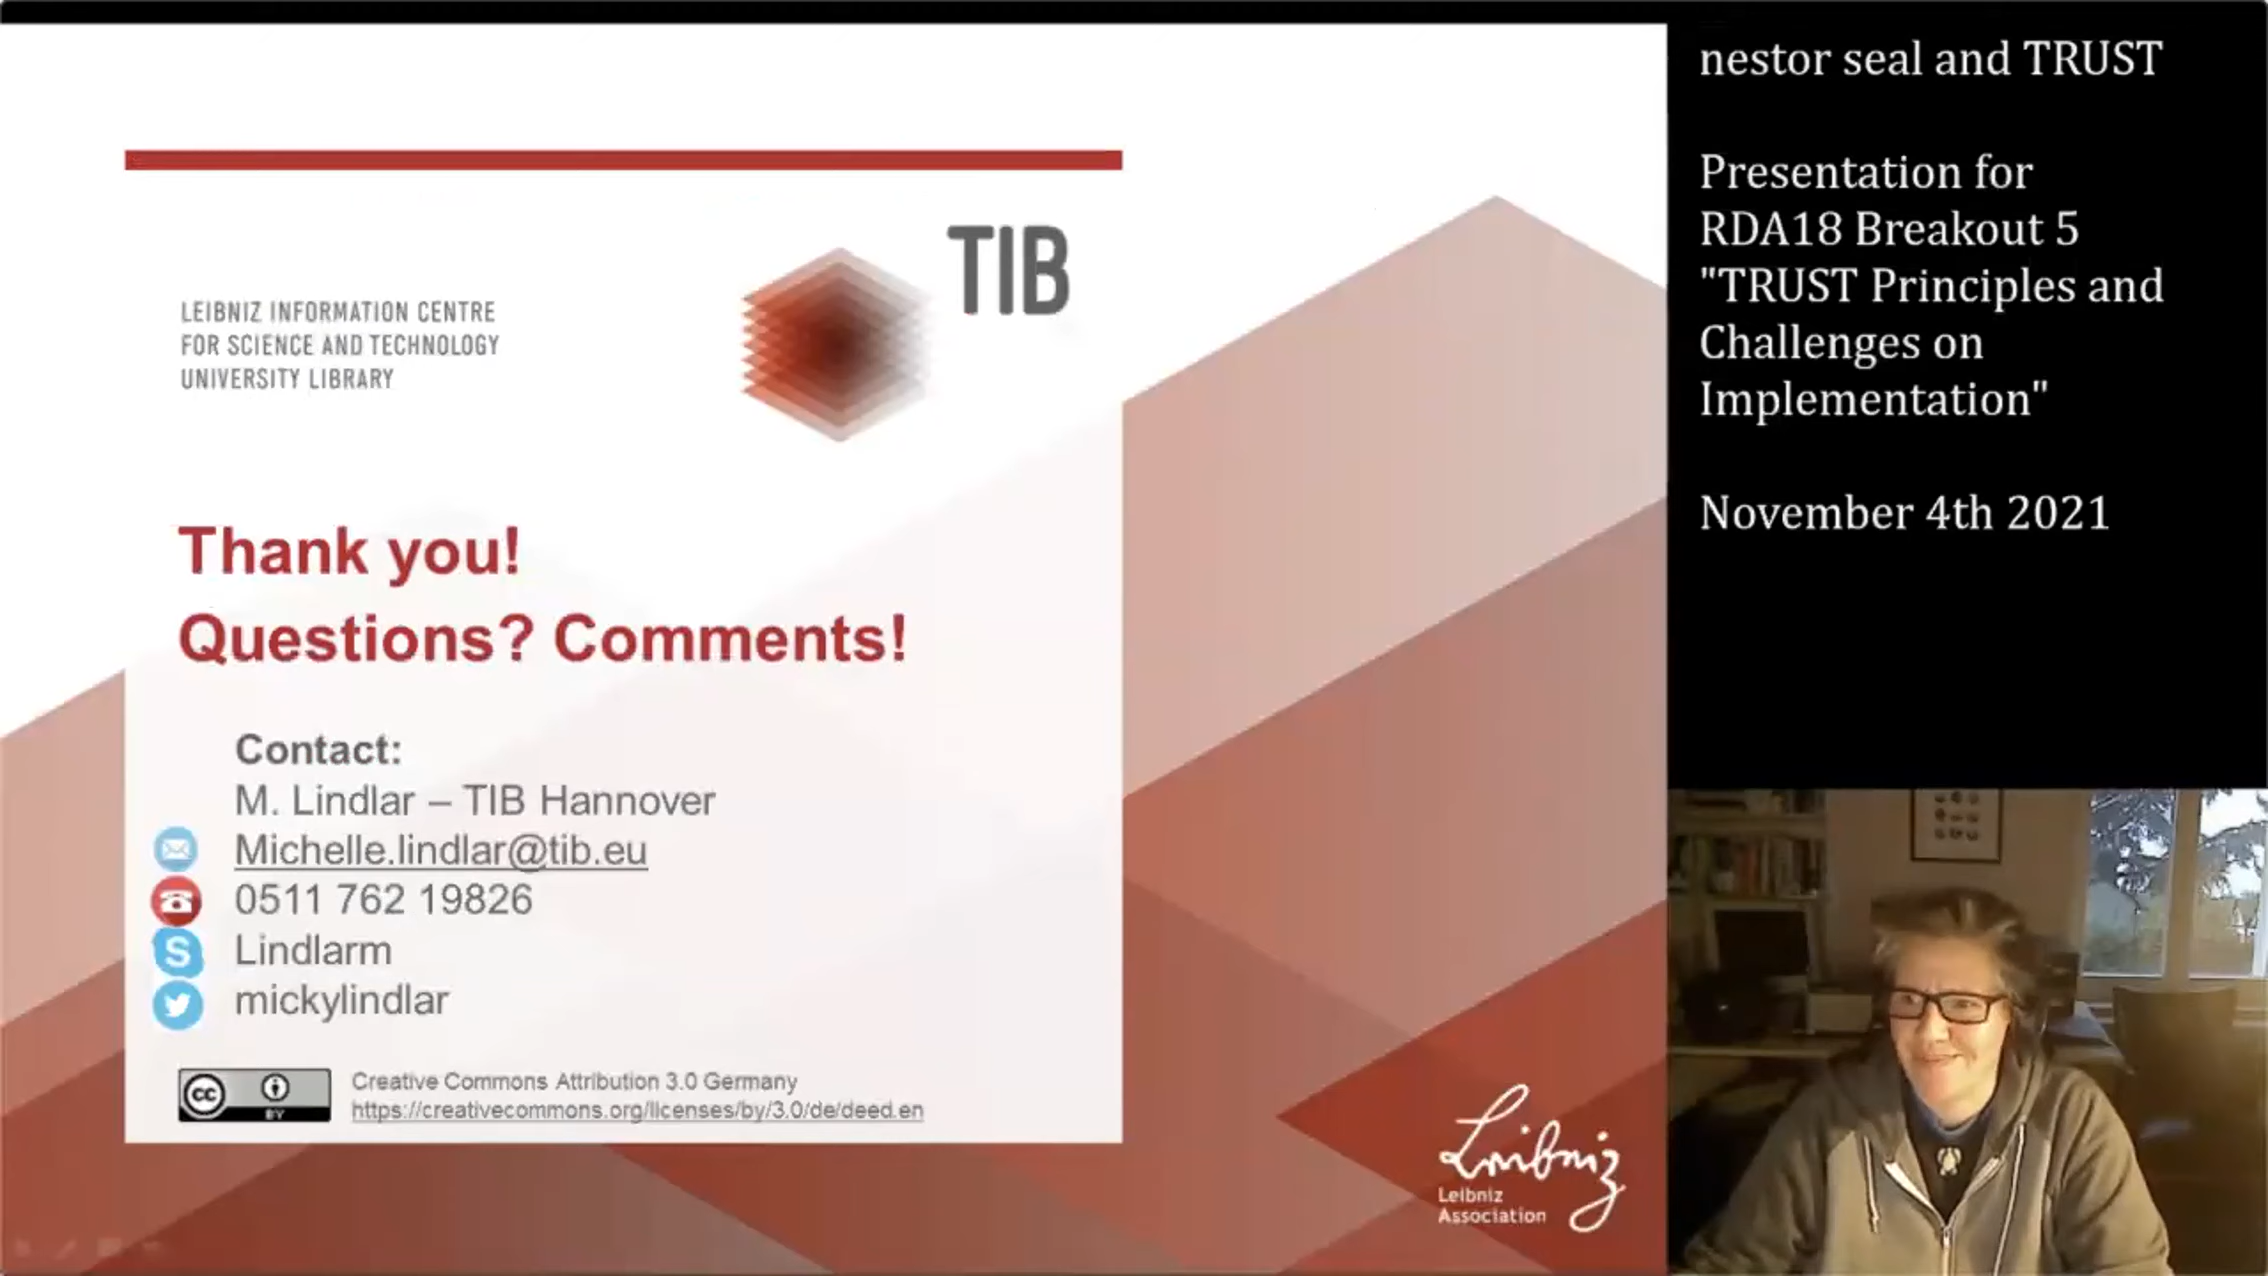 TIB
LEIBNIZ INFORMATION CENTRE
FOR SCIENCE AND TECHNOLOGY
UNIVERSITY LIBRARY
Thank you!
Questions? Comments!
Contact:
M. Lindlar – TIB Hannover
Michelle.lindlar@tib.eu
0511 762 19826
S Lindlarm
mickylindlar
cc
BY
Creative Commons Attribution 3.0 Germany
https://creativecommons.org/licenses/by/3.0/de/deed.en
Leibniz
Leibniz
Association
nestor seal and TRUST
Presentation for
RDA18 Breakout 5
"TRUST Principles and
Challenges on
Implementation"
November 4th 2021